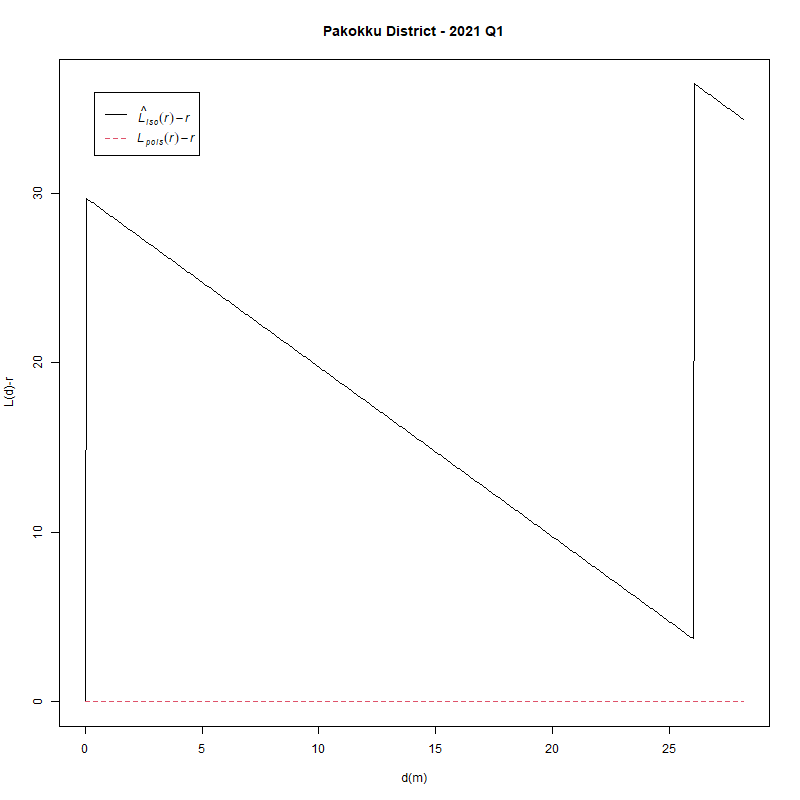 Pakokku District - 2021 Q1
L̂iso(r) − r
Lpois(r) − r
L(d)-r
30
20
10
0
0 5 10 15 20 25
d(m)